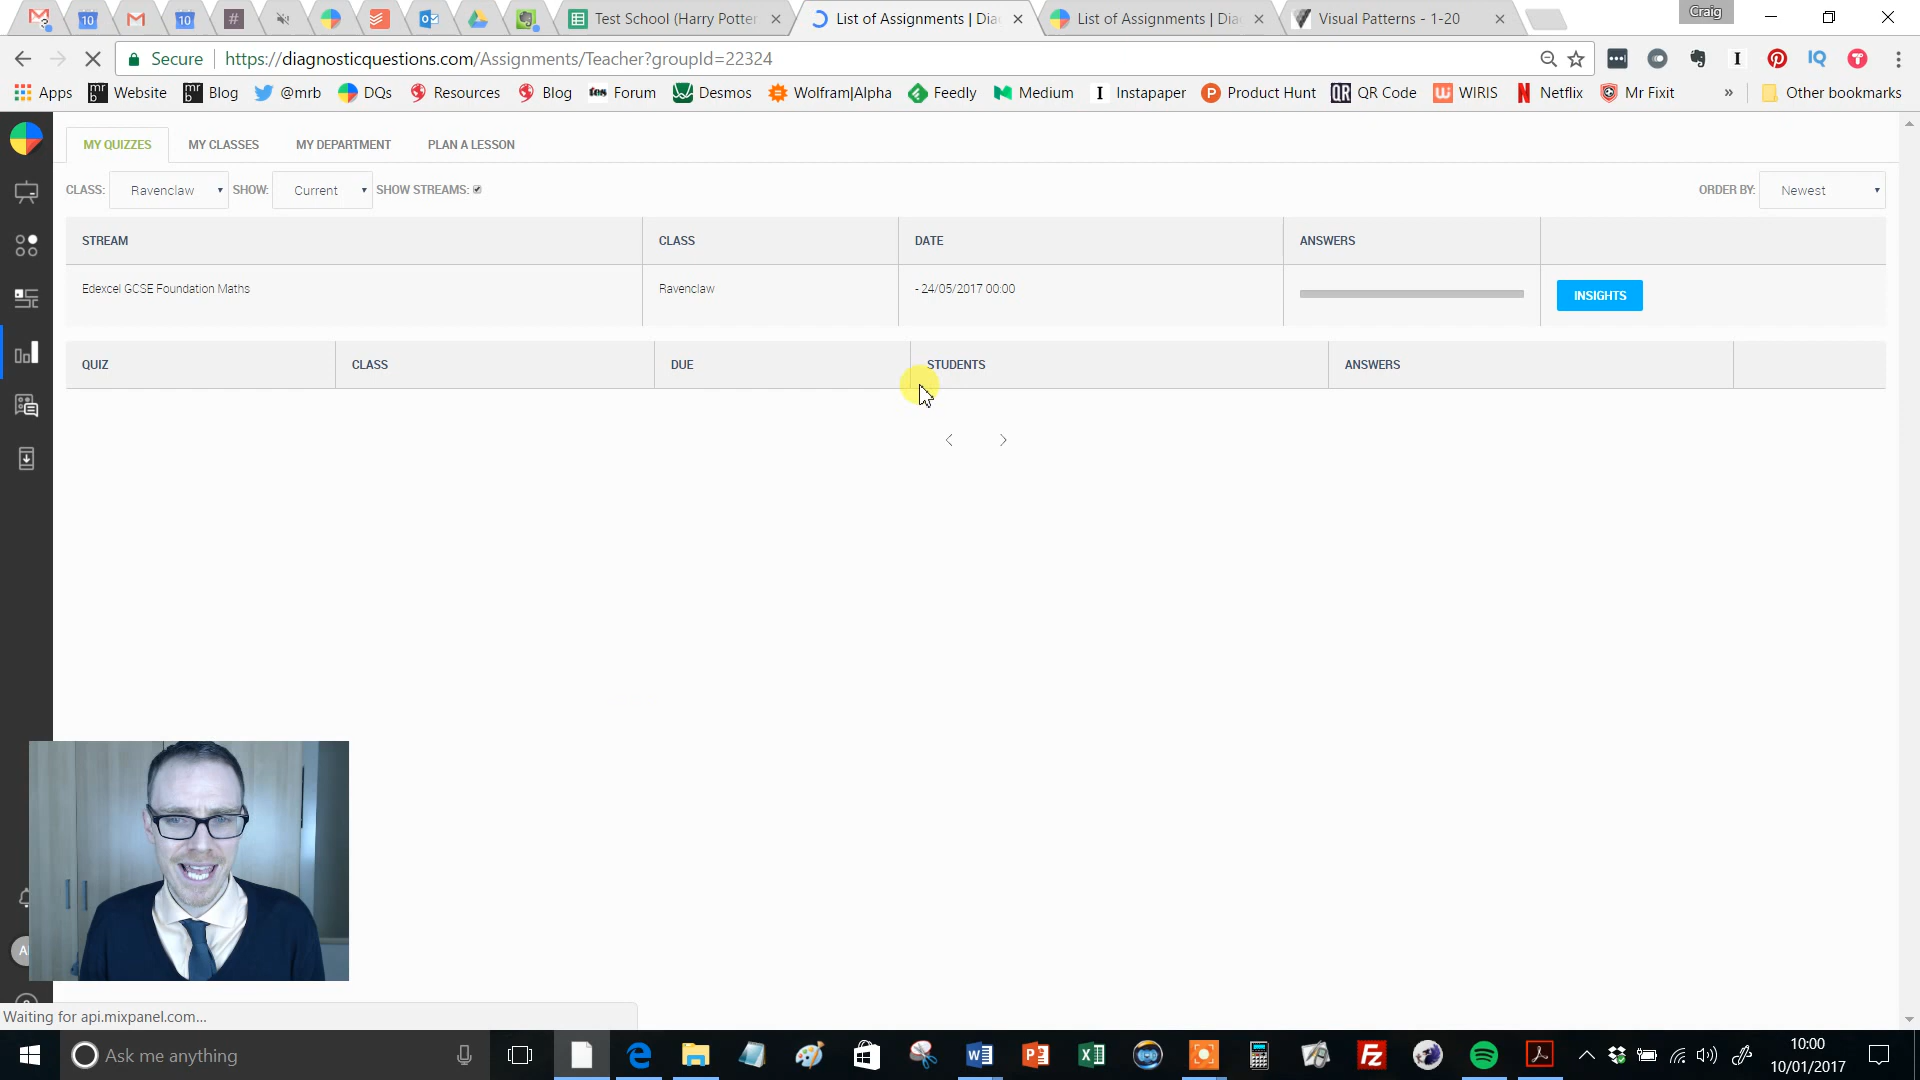 Test School (Harry Potter
List of Assignments | Dia
List of Assignments | Dia
Visual Patterns - 1-20
Craig
Secure
https://diagnosticquestions.com/Assignments/Teacher?groupId=22324
Apps
Website
Blog
@mrb
DQs
Resources
Blog
Forum
Desmos
Wolfram|Alpha
Feedly
Medium
Instapaper
Product Hunt
QR Code
WIRIS
Netflix
Mr Fixit
»
Other bookmarks
MY QUIZZES
MY CLASSES
MY DEPARTMENT
PLAN A LESSON
CLASS:
Ravenclaw
SHOW:
Current
SHOW STREAMS:
ORDER BY:
Newest
STREAM
CLASS
DATE
ANSWERS
Edexcel GCSE Foundation Maths
Ravenclaw
- 24/05/2017 00:00
INSIGHTS
QUIZ
CLASS
DUE
STUDENTS
ANSWERS
Waiting for api.mixpanel.com...
Ask me anything
10:00
10/01/2017